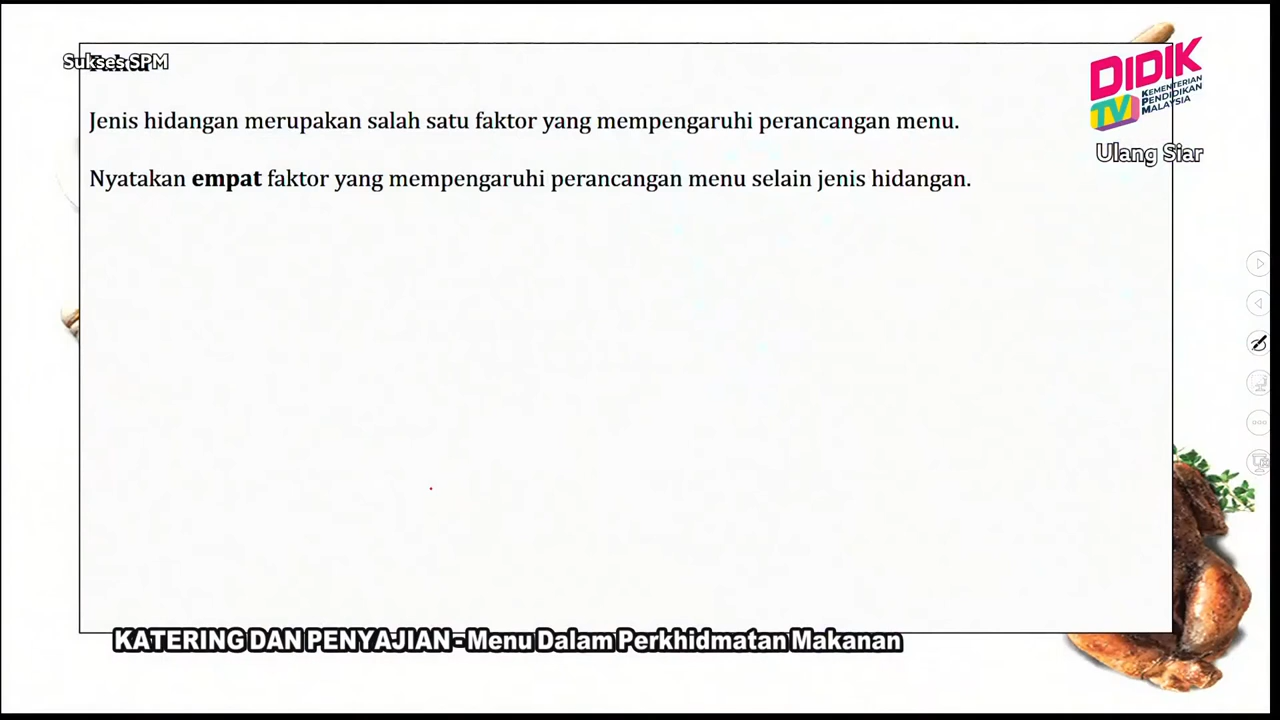 Sukses SPM
Jenis hidangan merupakan salah satu faktor yang mempengaruhi perancangan menu.
Nyatakan empat faktor yang mempengaruhi perancangan menu selain jenis hidangan.
DIDIK
TV
KEMENTERIAN
PENDIDIKAN
MALAYSIA
Ulang Siar
KATERING DAN PENYAJIAN - Menu Dalam Perkhidmatan Makanan